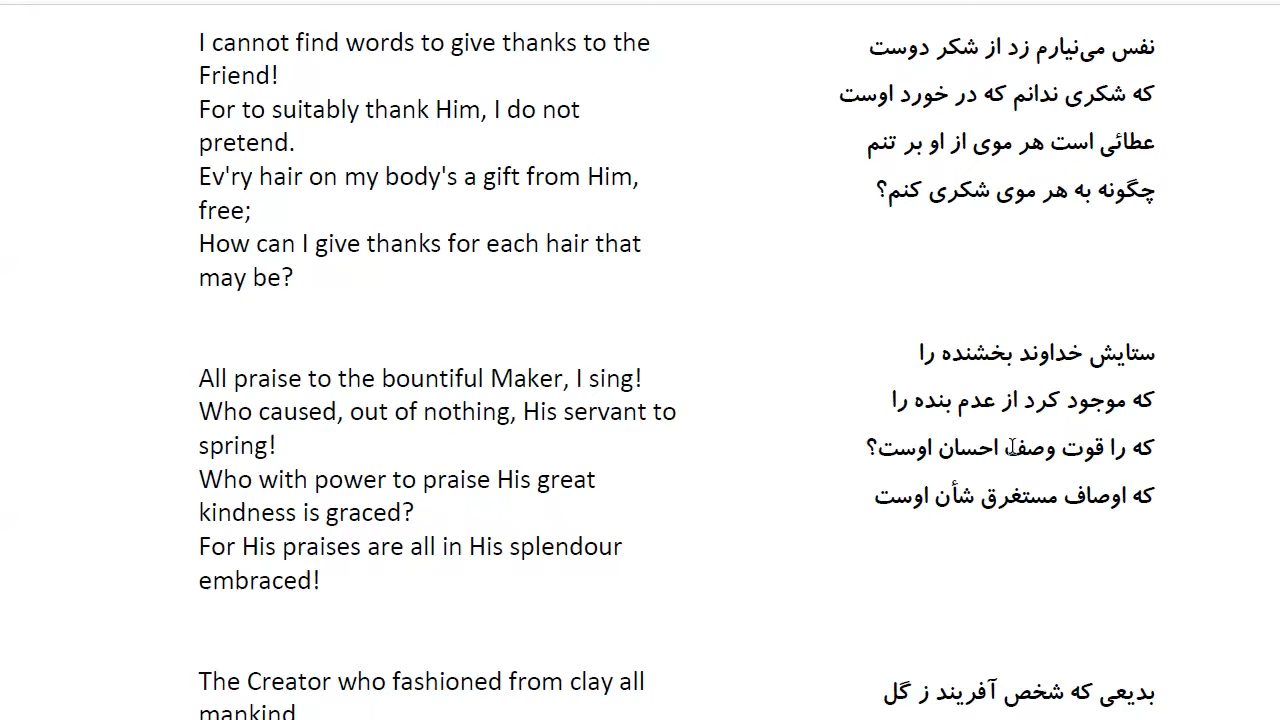 I cannot find words to give thanks to the
Friend!
For to suitably thank Him, I do not
pretend.
Ev'ry hair on my body's a gift from Him,
free;
How can I give thanks for each hair that
may be?
All praise to the bountiful Maker, I sing!
Who caused, out of nothing, His servant to
spring!
Who with power to praise His great
kindness is graced?
For His praises are all in His splendour
embraced!
The Creator who fashioned from clay all
mankind
نفس می‌نیارم زد از شکر دوست
که شکری ندانم که در خورد اوست
عطائی است هر موی از او بر تنم
چگونه به هر موی شکری کنم؟
ستایش خداوند بخشنده را
که موجود کرد از عدم بنده را
که را قوت وصف احسان اوست؟
که اوصاف مستغرق شأن اوست
بدیعی که شخص آفریند ز گل